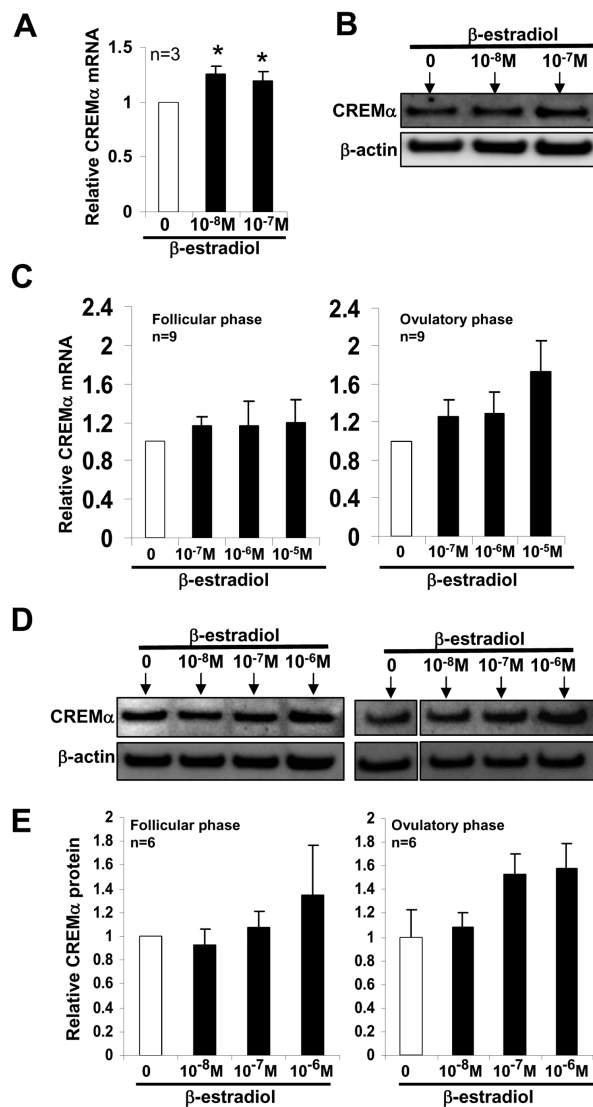 A
Relative CREMα mRNA
1.5
1
0.5
0
n=3
*
*
0
10-8M
10-7M
β-estradiol
B
β-estradiol
0
10-8M
10-7M
CREMα
β-actin
C
Relative CREMα mRNA
2.4
2
1.6
1.2
0.8
0.4
0
Follicular phase
n=9
0
10-7M
10-6M
10-5M
β-estradiol
2.4
2
1.6
1.2
0.8
0.4
0
Ovulatory phase
n=9
0
10-7M
10-6M
10-5M
β-estradiol
D
β-estradiol
0
10-8M
10-7M
10-6M
β-estradiol
0
10-8M
10-7M
10-6M
CREMα
β-actin
E
Relative CREMα protein
2
1.8
1.6
1.4
1.2
1
0.8
0.6
0.4
0.2
0
Follicular phase
n=6
0
10-8M
10-7M
10-6M
β-estradiol
2
1.8
1.6
1.4
1.2
1
0.8
0.6
0.4
0.2
0
Ovulatory phase
n=6
0
10-8M
10-7M
10-6M
β-estradiol